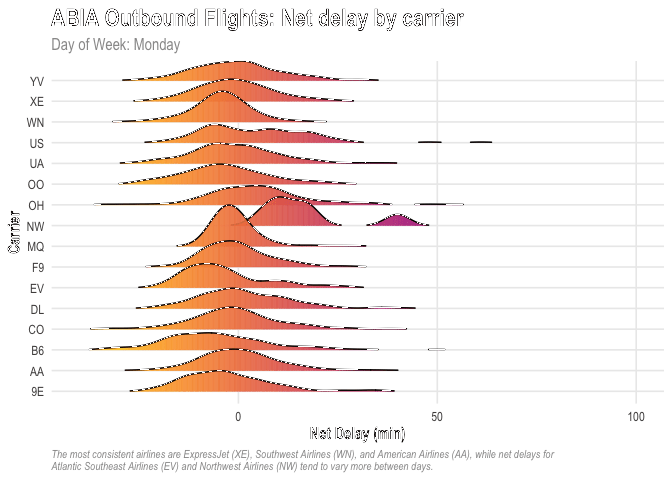 ABIA Outbound Flights: Net delay by carrier
Day of Week: Monday
Carrier
YV
XE
WN
US
UA
OO
OH
NW
MQ
F9
EV
DL
CO
B6
AA
9E
0 50 100
Net Delay (min)
The most consistent airlines are ExpressJet (XE), Southwest Airlines (WN), and American Airlines (AA), while net delays for
Atlantic Southeast Airlines (EV) and Northwest Airlines (NW) tend to vary more between days.